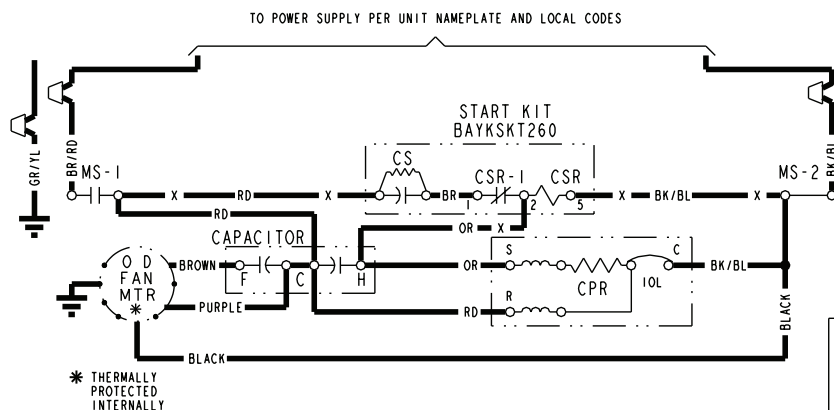 TO POWER SUPPLY PER UNIT NAMEPLATE AND LOCAL CODES
START KIT
BAYKSKT260
GR/YL
BR/RD
MS-1
CS
CSR-1
CSR
MS-2
BK/BL
X
RD
X
BR
1
2
5
X
BK/BL
X
RD
OR
X
CAPACITOR
O D
FAN
MTR
*
BROWN
F
C
H
OR
S
CPR
IOL
C
BK/BL
PURPLE
RD
R
BLACK
BLACK
* THERMALLY
PROTECTED
INTERNALLY